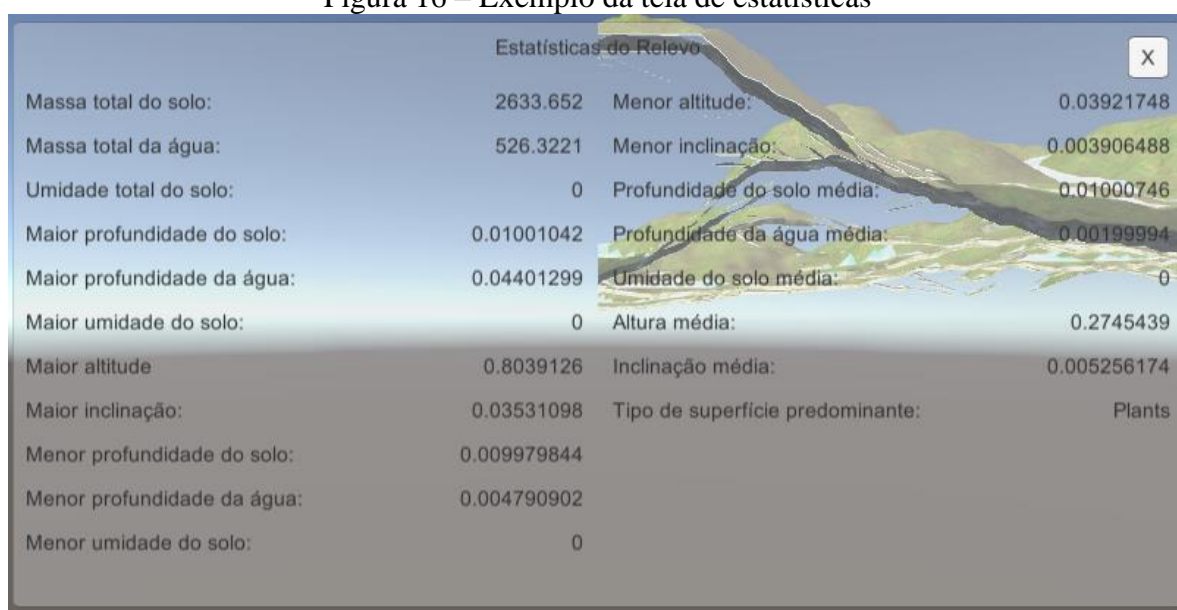 Figura 16 – Exemplo da tela de estatísticas
Estatísticas do Relevo
X
Massa total do solo: 2633.652
Massa total da água: 526.3221
Umidade total do solo: 0
Maior profundidade do solo: 0.01001042
Maior profundidade da água: 0.04401299
Maior umidade do solo: 0
Maior altitude 0.8039126
Maior inclinação: 0.03531098
Menor profundidade do solo: 0.009979844
Menor profundidade da água: 0.004790902
Menor umidade do solo: 0
Menor altitude: 0.03921748
Menor inclinação: 0.003906488
Profundidade do solo média: 0.01000746
Profundidade da água média: 0.00199994
Umidade do solo média: 0
Altura média: 0.2745439
Inclinação média: 0.005256174
Tipo de superfície predominante: Plants